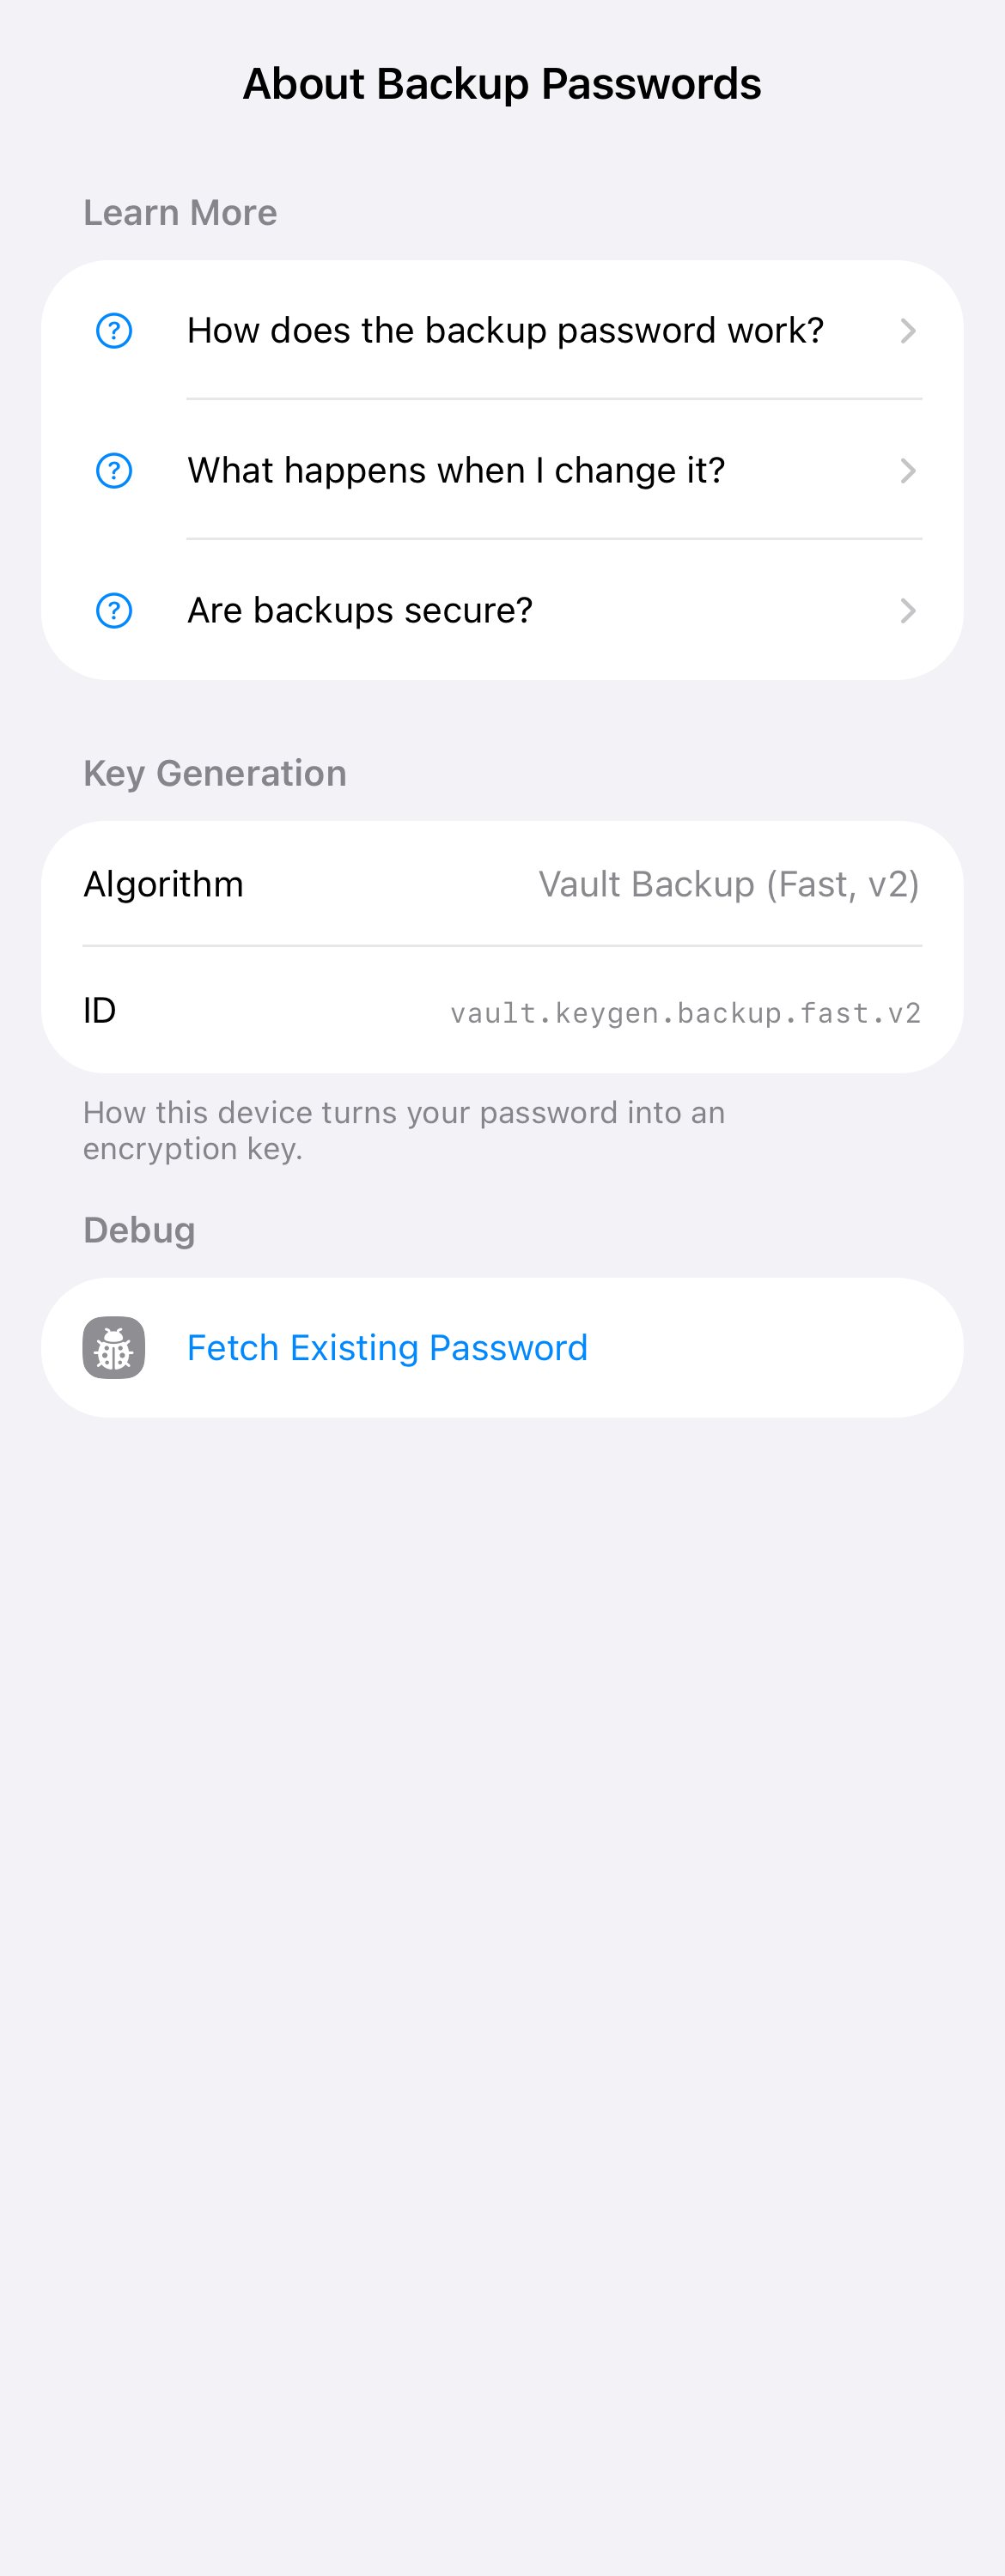 About Backup Passwords
Learn More
How does the backup password work?
What happens when I change it?
Are backups secure?
Key Generation
Algorithm Vault Backup (Fast, v2)
ID vault.keygen.backup.fast.v2
How this device turns your password into an
encryption key.
Debug
Fetch Existing Password